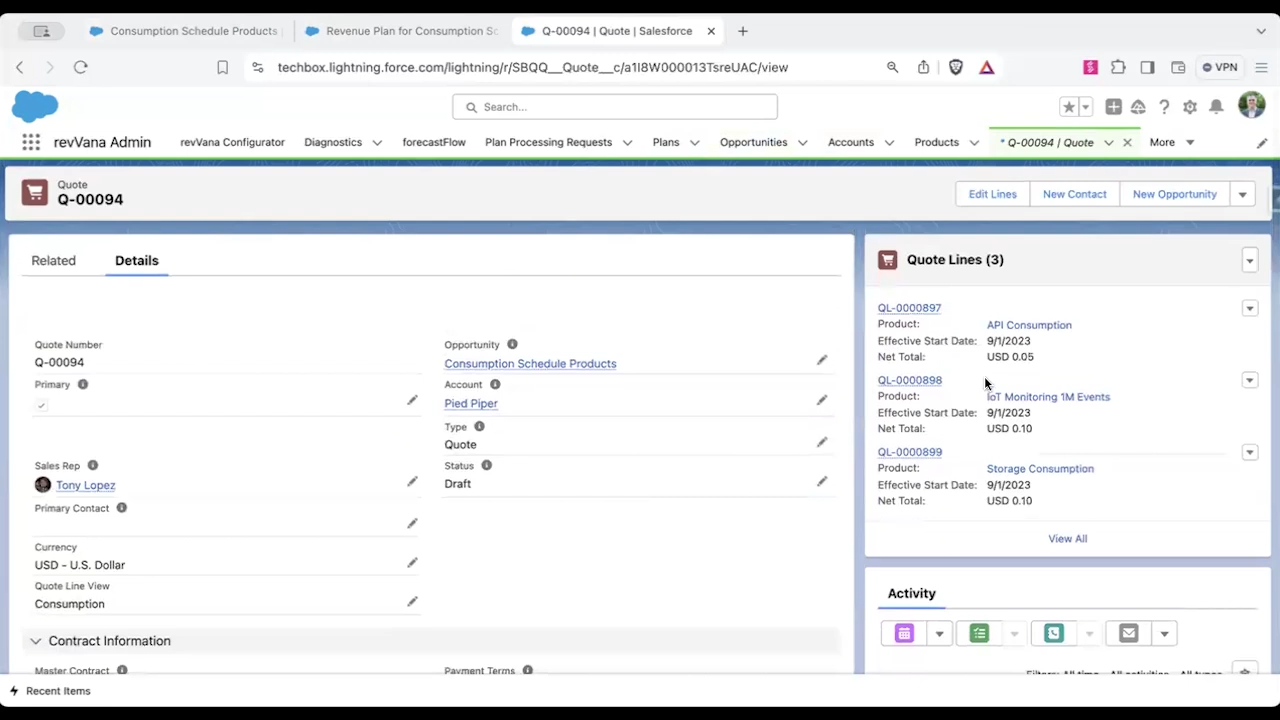 Consumption Schedule Products
Revenue Plan for Consumption Sc
Q-00094 | Quote | Salesforce
techbox.lightning.force.com/lightning/r/SBQQ__Quote__c/a1I8W000013TsreUAC/view
VPN
Search...
revVana Admin
revVana Configurator
Diagnostics
forecastFlow
Plan Processing Requests
Plans
Opportunities
Accounts
Products
* Q-00094 | Quote
More
Quote
Q-00094
Edit Lines
New Contact
New Opportunity
Related
Details
Quote Number
Q-00094
Primary
Sales Rep
Tony Lopez
Primary Contact
Currency
USD - U.S. Dollar
Quote Line View
Consumption
Opportunity
Consumption Schedule Products
Account
Pied Piper
Type
Quote
Status
Draft
Contract Information
Master Contract
Payment Terms
Quote Lines (3)
QL-0000897
Product: API Consumption
Effective Start Date: 9/1/2023
Net Total: USD 0.05
QL-0000898
Product: IoT Monitoring 1M Events
Effective Start Date: 9/1/2023
Net Total: USD 0.10
QL-0000899
Product: Storage Consumption
Effective Start Date: 9/1/2023
Net Total: USD 0.10
View All
Activity
Filters: All time • All activities • All types
Recent Items